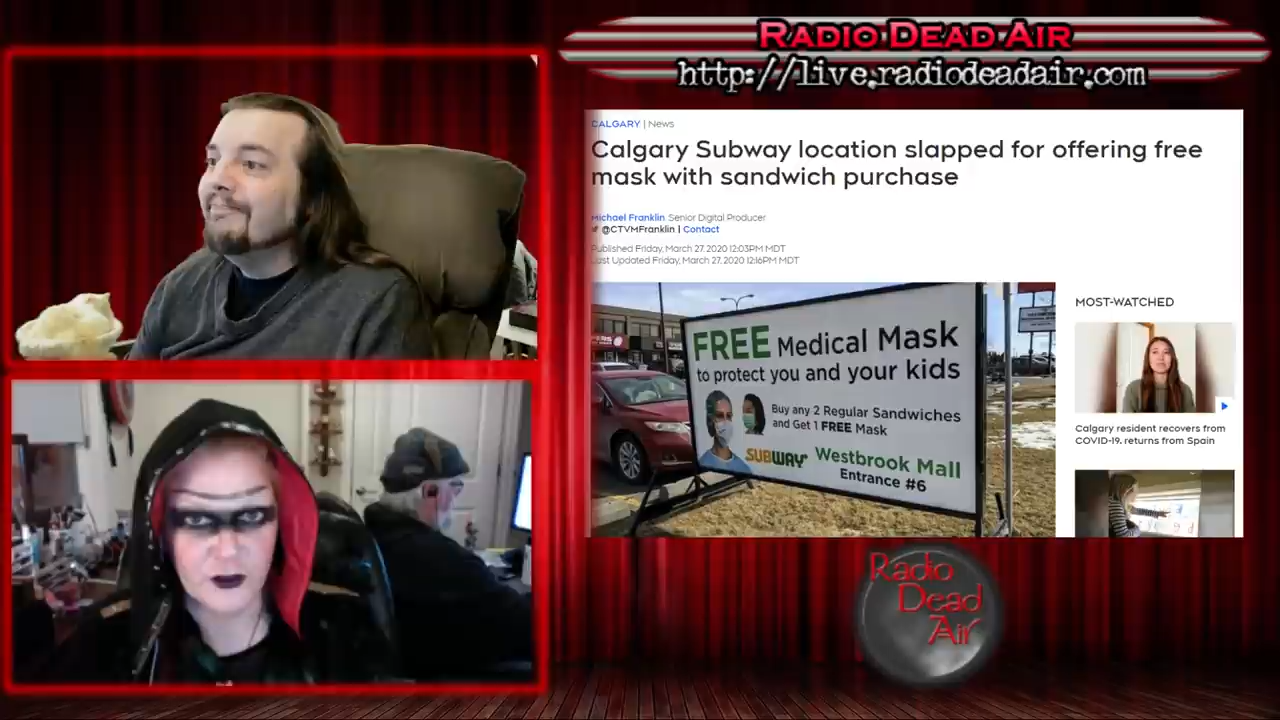 RADIO DEAD AIR
http://live.radiodeadair.com
CALGARY | News
Calgary Subway location slapped for offering free
mask with sandwich purchase
Michael Franklin Senior Digital Producer
@CTVMFranklin | Contact
Published Friday, March 27, 2020 12:03PM MDT
Last Updated Friday, March 27, 2020 12:16PM MDT
FREE Medical Mask
to protect you and your kids
Buy any 2 Regular Sandwiches
and Get 1 FREE Mask
SUBWAY Westbrook Mall
Entrance #6
MOST-WATCHED
Calgary resident recovers from
COVID-19, returns from Spain
Radio
Dead
Air